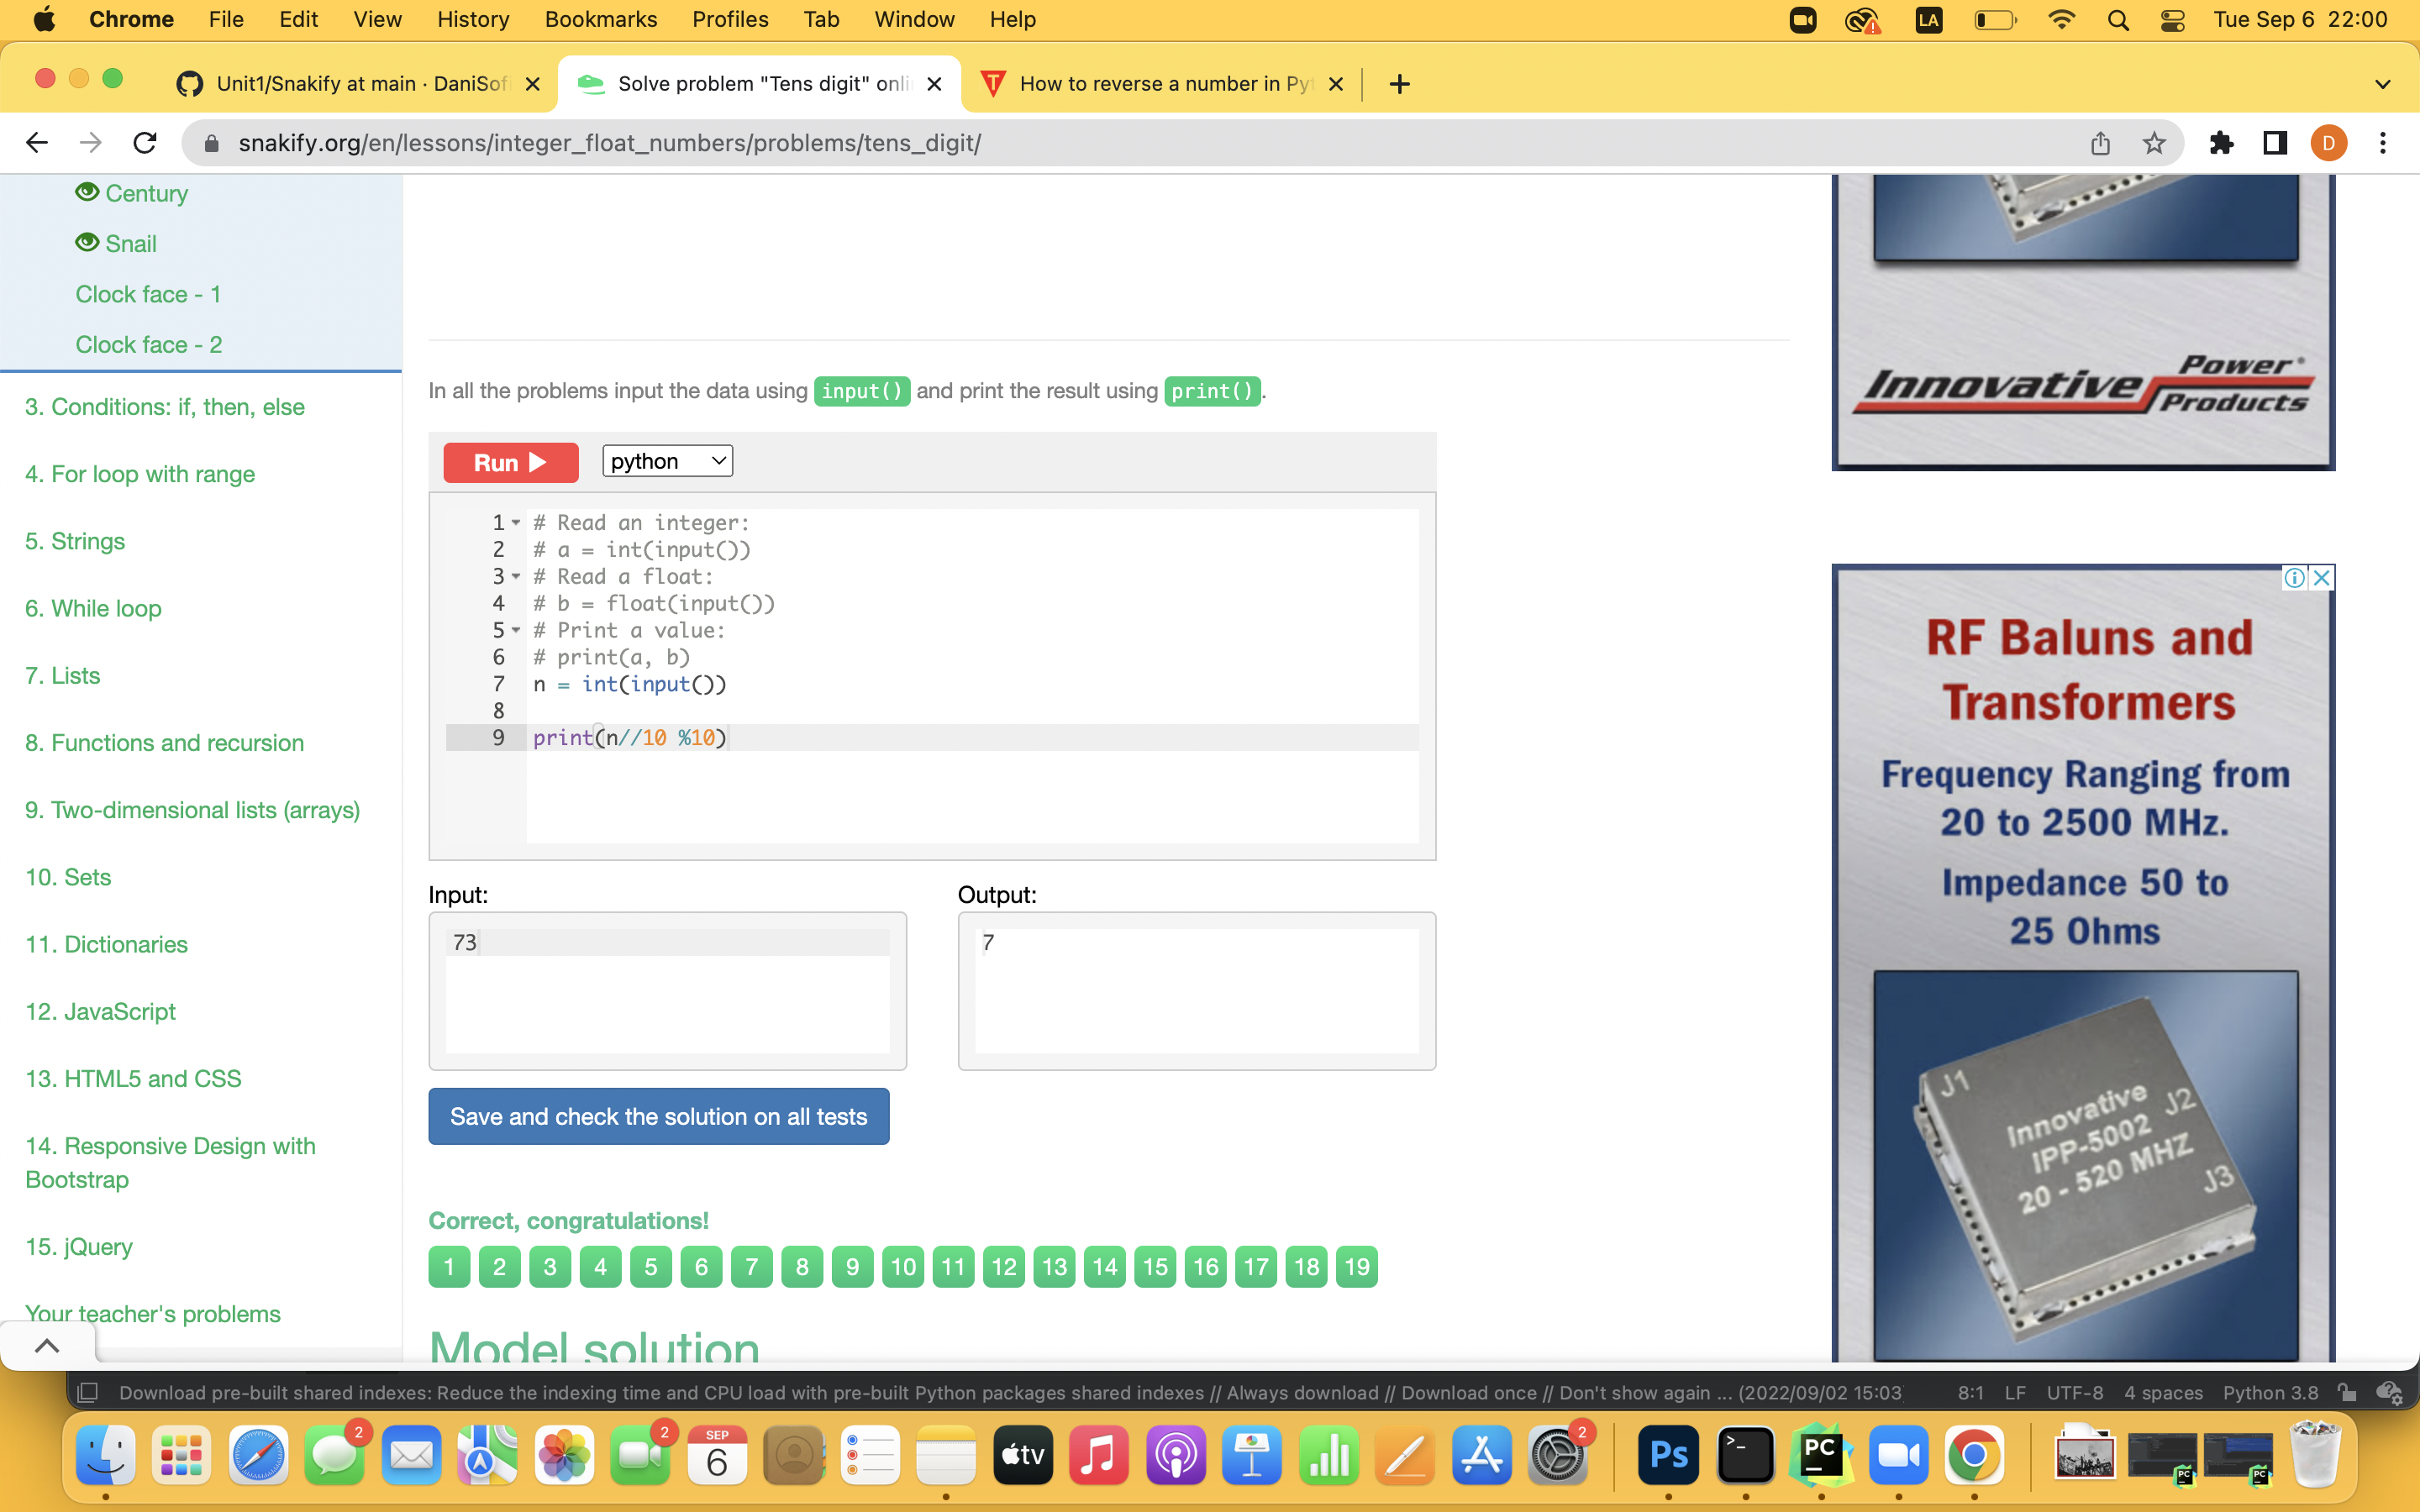 Chrome File Edit View History Bookmarks Profiles Tab Window Help LA Tue Sep 6 22:00
Unit1/Snakify at main · DaniSofi
Solve problem "Tens digit" onli
How to reverse a number in Pyt
snakify.org/en/lessons/integer_float_numbers/problems/tens_digit/
D
Century
Snail
Clock face - 1
Clock face - 2
3. Conditions: if, then, else
4. For loop with range
5. Strings
6. While loop
7. Lists
8. Functions and recursion
9. Two-dimensional lists (arrays)
10. Sets
11. Dictionaries
12. JavaScript
13. HTML5 and CSS
14. Responsive Design with
Bootstrap
15. jQuery
Your teacher's problems
In all the problems input the data using input() and print the result using print().
Run python
1 # Read an integer:
2 # a = int(input())
3 # Read a float:
4 # b = float(input())
5 # Print a value:
6 # print(a, b)
7 n = int(input())
8
9 print(n//10 %10)
Input:
73
Output:
7
Save and check the solution on all tests
Correct, congratulations!
1 2 3 4 5 6 7 8 9 10 11 12 13 14 15 16 17 18 19
Model solution
Innovative Power
Products
RF Baluns and
Transformers
Frequency Ranging from
20 to 2500 MHz.
Impedance 50 to
25 Ohms
J1
Innovative
IPP-5002
20 - 520 MHZ
J2
J3
Download pre-built shared indexes: Reduce the indexing time and CPU load with pre-built Python packages shared indexes // Always download // Download once // Don't show again ... (2022/09/02 15:03 8:1 LF UTF-8 4 spaces Python 3.8
2
2
SEP
6
tv
2
Ps
>_
PC
PC
PC